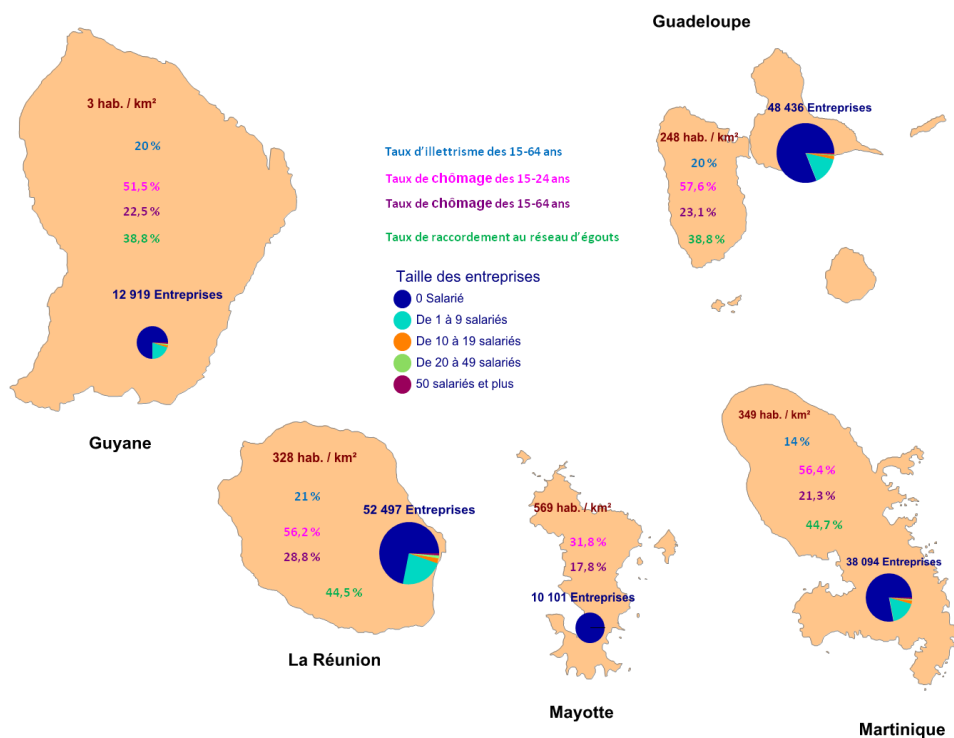 Guadeloupe
3 hab. / km²
20 %
51,5 %
22,5 %
38,8 %
12 919 Entreprises
Guyane
Taux d'illettrisme des 15-64 ans
Taux de chômage des 15-24 ans
Taux de chômage des 15-64 ans
Taux de raccordement au réseau d'égouts
Taille des entreprises
0 Salarié
De 1 à 9 salariés
De 10 à 19 salariés
De 20 à 49 salariés
50 salariés et plus
48 436 Entreprises
248 hab. / km²
20 %
57,6 %
23,1 %
38,8 %
328 hab. / km²
21 %
52 497 Entreprises
56,2 %
28,8 %
44,5 %
La Réunion
569 hab. / km²
31,8 %
17,8 %
10 101 Entreprises
Mayotte
349 hab. / km²
14 %
56,4 %
21,3 %
44,7 %
38 094 Entreprises
Martinique